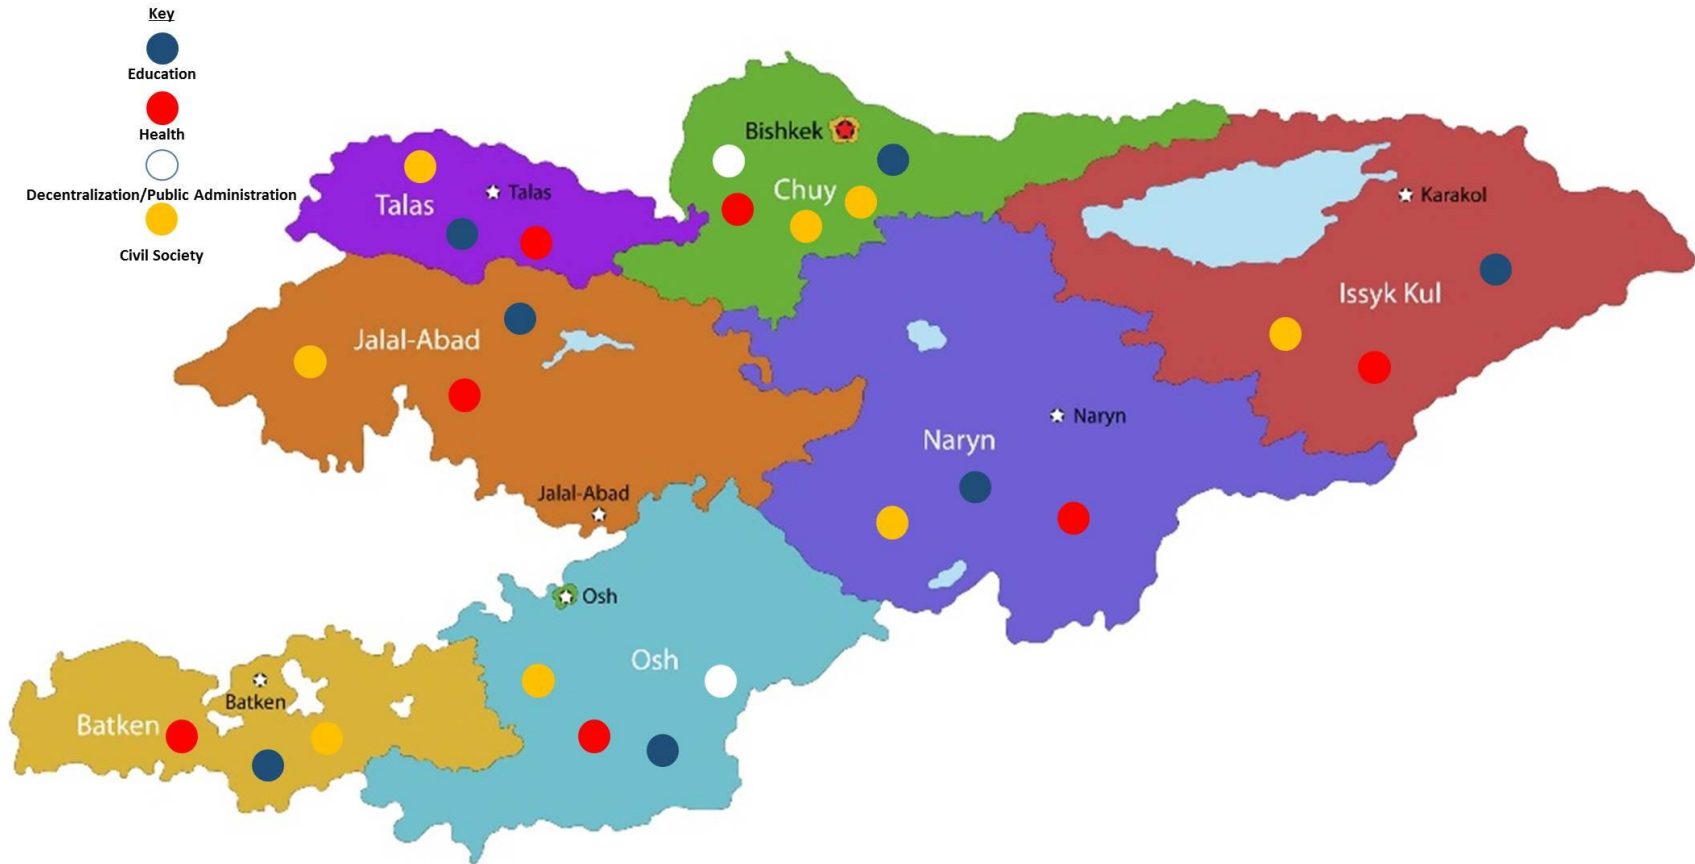 Key
Education
Health
Decentralization/Public Administration
Civil Society
Bishkek
Chuy
Talas
Talas
Karakol
Issyk Kul
Jalal-Abad
Naryn
Naryn
Jalal-Abad
Osh
Osh
Batken
Batken